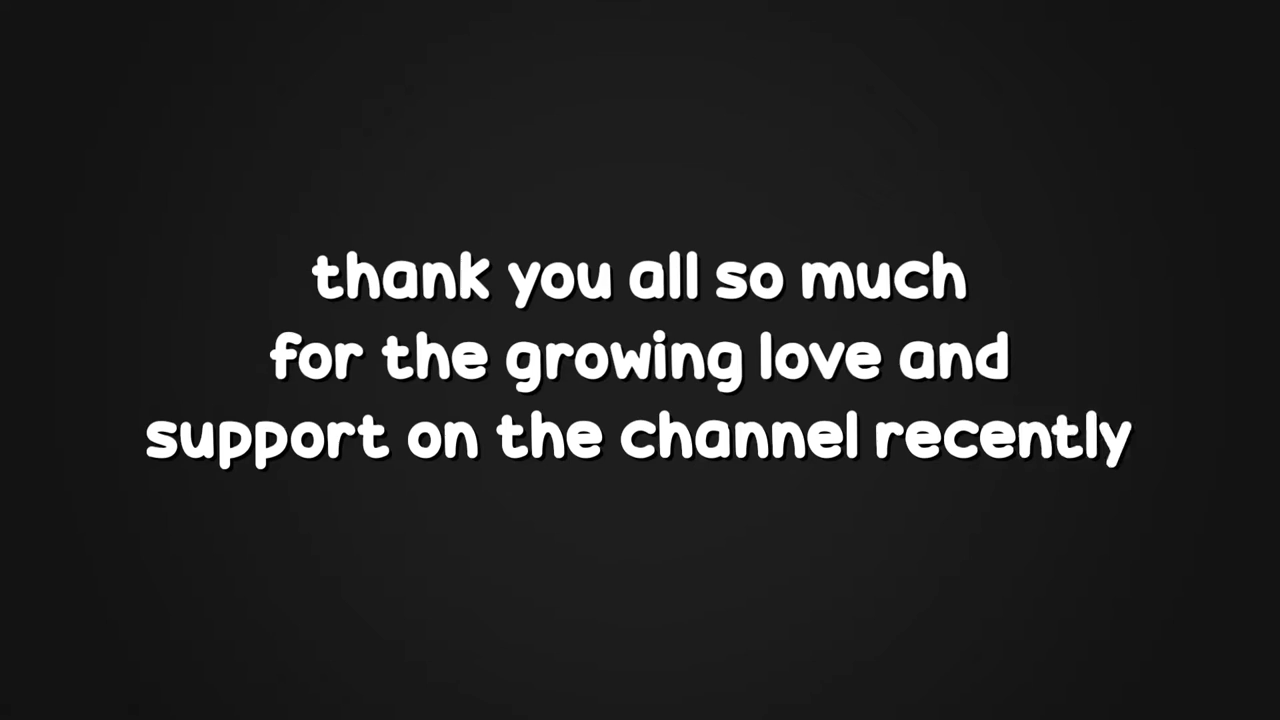 thank you all so much
for the growing love and
support on the channel recently